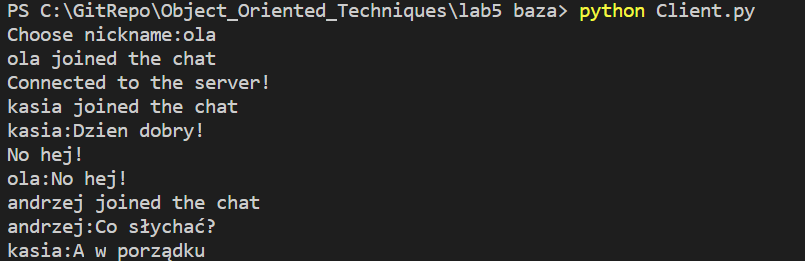 PS C:\GitRepo\Object_Oriented_Techniques\lab5 baza> python Client.py
Choose nickname:ola
ola joined the chat
Connected to the server!
kasia joined the chat
kasia:Dzien dobry!
No hej!
ola:No hej!
andrzej joined the chat
andrzej:Co słychać?
kasia:A w porządku